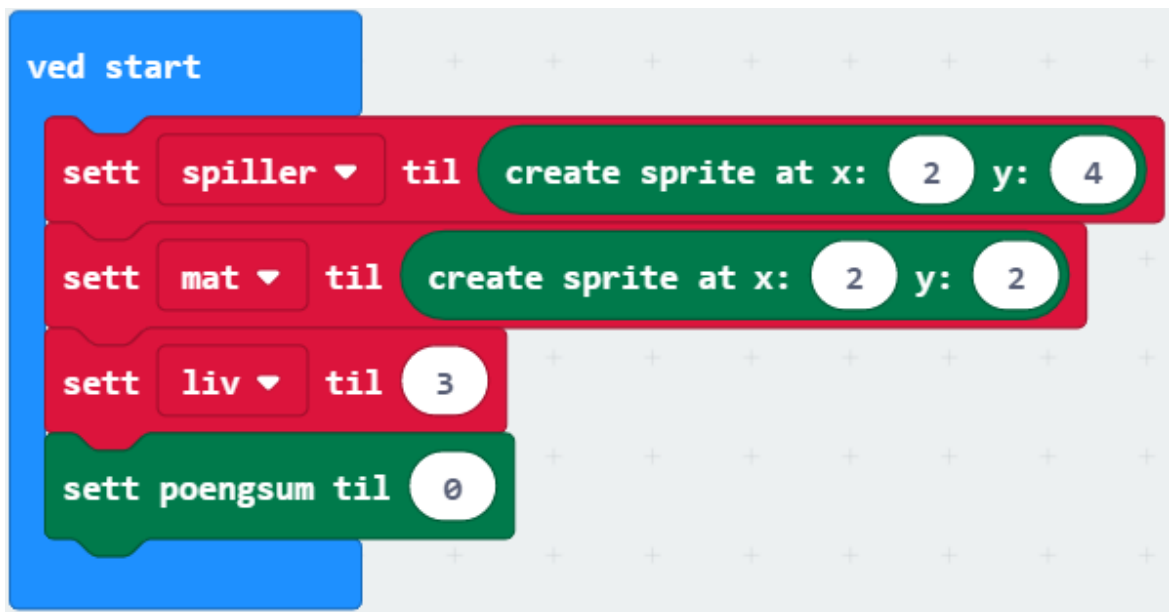 ved start
sett spiller til create sprite at x: 2 y: 4
sett mat til create sprite at x: 2 y: 2
sett liv til 3
sett poengsum til 0